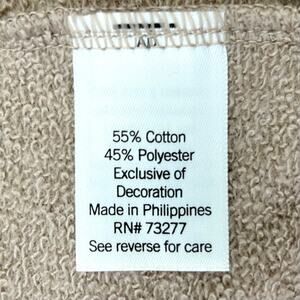 55% Cotton
45% Polyester
Exclusive of
Decoration
Made in Philippines
RN# 73277
See reverse for care